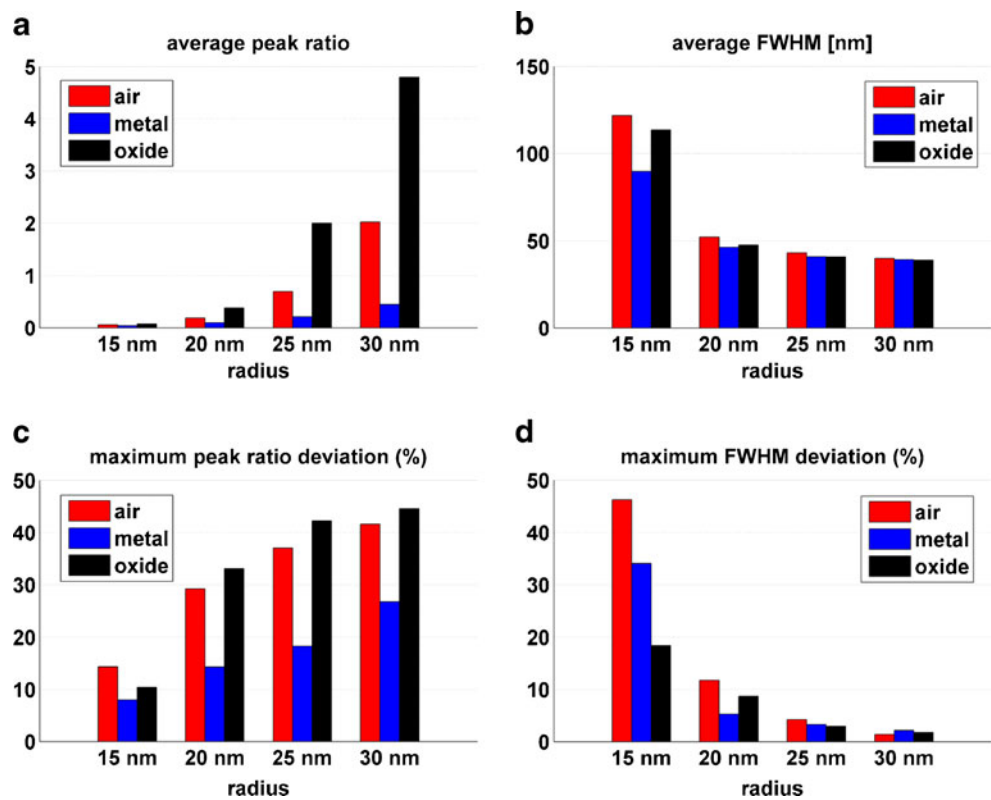 a
average peak ratio
5
4
3
2
1
0
air
metal
oxide
15 nm 20 nm 25 nm 30 nm
radius
b
average FWHM [nm]
150
100
50
0
air
metal
oxide
15 nm 20 nm 25 nm 30 nm
radius
c
maximum peak ratio deviation (%)
50
40
30
20
10
0
air
metal
oxide
15 nm 20 nm 25 nm 30 nm
radius
d
maximum FWHM deviation (%)
50
40
30
20
10
0
air
metal
oxide
15 nm 20 nm 25 nm 30 nm
radius